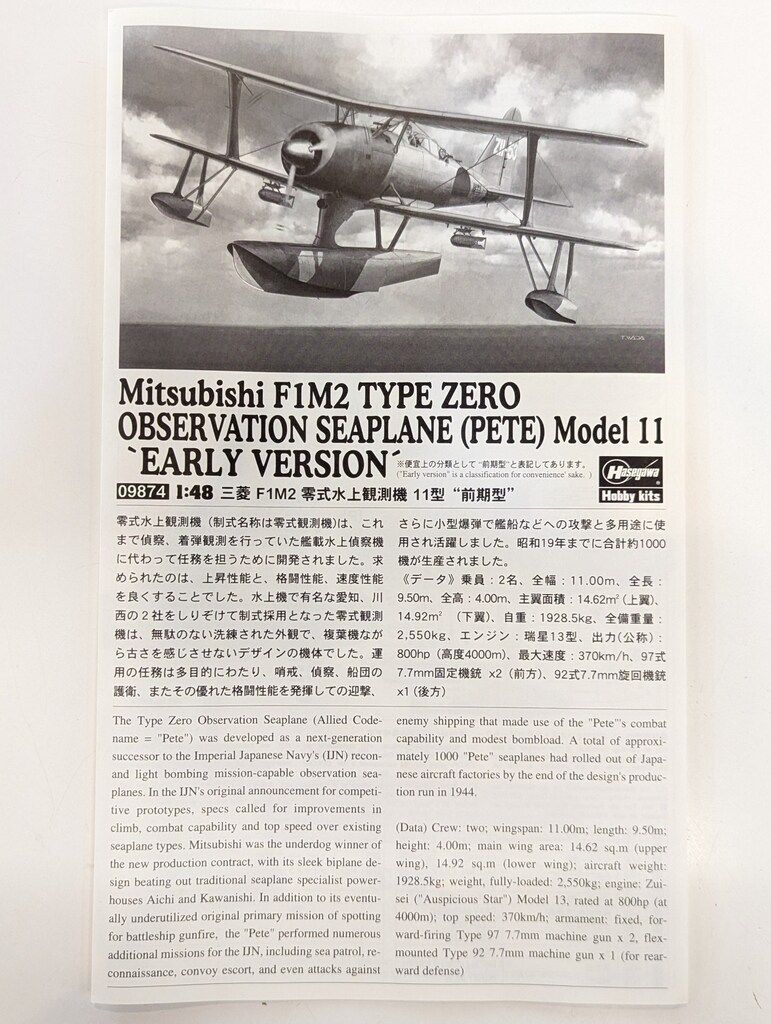 T.WADA
Mitsubishi F1M2 TYPE ZERO
OBSERVATION SEAPLANE (PETE) Model 11
`EARLY VERSION´
※便宜上の分類として“前期型”と表記してあります。
("Early version" is a classification for convenience' sake. )
Hasegawa
Hobby kits
09874 1:48 三菱 F1M2 零式水上観測機 11型 “前期型”
零式水上観測機（制式名称は零式観測機)は、これ
まで偵察、着弾観測を行っていた艦載水上偵察機
に代わって任務を担うために開発されました。求
められたのは、上昇性能と、格闘性能、速度性能
を良くすることでした。水上機で有名な愛知、川
西の２社をしりぞけて制式採用となった零式観測
機は、無駄のない洗練された外観で、複葉機なが
ら古さを感じさせないデザインの機体でした。運
用の任務は多目的にわたり、哨戒、偵察、船団の
護衛、またその優れた格闘性能を発揮しての迎撃、
さらに小型爆弾で艦船などへの攻撃と多用途に使
用され活躍しました。昭和19年までに合計約1000
機が生産されました。
《データ》乗員：2名、全幅：11.00m、全長：
9.50m、全高：4.00m、主翼面積：14.62m²（上翼）、
14.92m²（下翼）、自重：1928.5kg、全備重量：
2,550kg、エンジン：瑞星13型、出力(公称)：
800hp（高度4000m）、最大速度：370km/h、97式
7.7mm固定機銃 x2（前方）、92式7.7mm旋回機銃
x1（後方）
The Type Zero Observation Seaplane (Allied Code-
name = "Pete") was developed as a next-generation
successor to the Imperial Japanese Navy's (IJN) recon-
and light bombing mission-capable observation sea-
planes. In the IJN's original announcement for competi-
tive prototypes, specs called for improvements in
climb, combat capability and top speed over existing
seaplane types. Mitsubishi was the underdog winner of
the new production contract, with its sleek biplane de-
sign beating out traditional seaplane specialist power-
houses Aichi and Kawanishi. In addition to its eventu-
ally underutilized original primary mission of spotting
for battleship gunfire, the "Pete" performed numerous
additional missions for the IJN, including sea patrol, re-
connaissance, convoy escort, and even attacks against
enemy shipping that made use of the "Pete"'s combat
capability and modest bombload. A total of approxi-
mately 1000 "Pete" seaplanes had rolled out of Japa-
nese aircraft factories by the end of the design's produc-
tion run in 1944.
(Data) Crew: two; wingspan: 11.00m; length: 9.50m;
height: 4.00m; main wing area: 14.62 sq.m (upper
wing), 14.92 sq.m (lower wing); aircraft weight:
1928.5kg; weight, fully-loaded: 2,550kg; engine: Zui-
sei ("Auspicious Star") Model 13, rated at 800hp (at
4000m); top speed: 370km/h; armament: fixed, for-
ward-firing Type 97 7.7mm machine gun x 2, flex-
mounted Type 92 7.7mm machine gun x 1 (for rear-
ward defense)